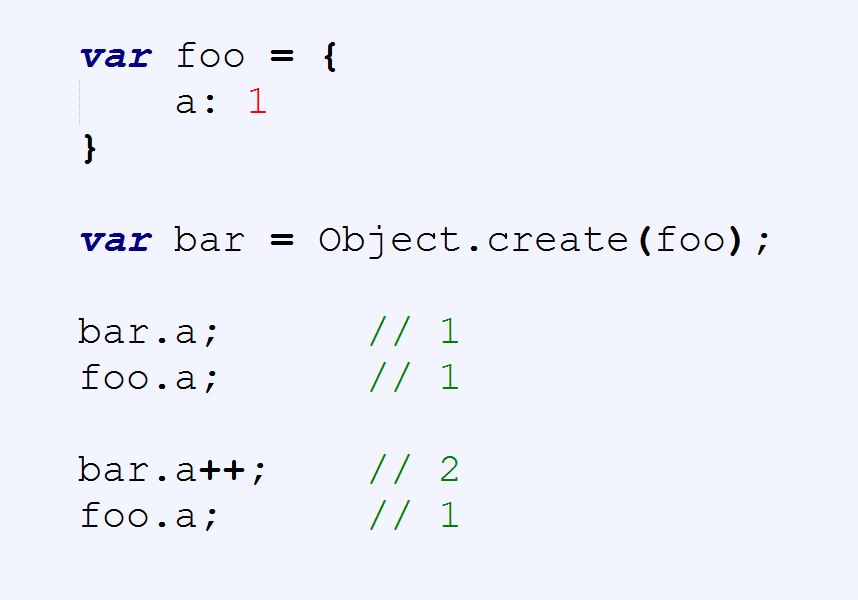 var foo = {
    a: 1
}
var bar = Object.create(foo);
bar.a;      // 1
foo.a;      // 1
bar.a++;    // 2
foo.a;      // 1